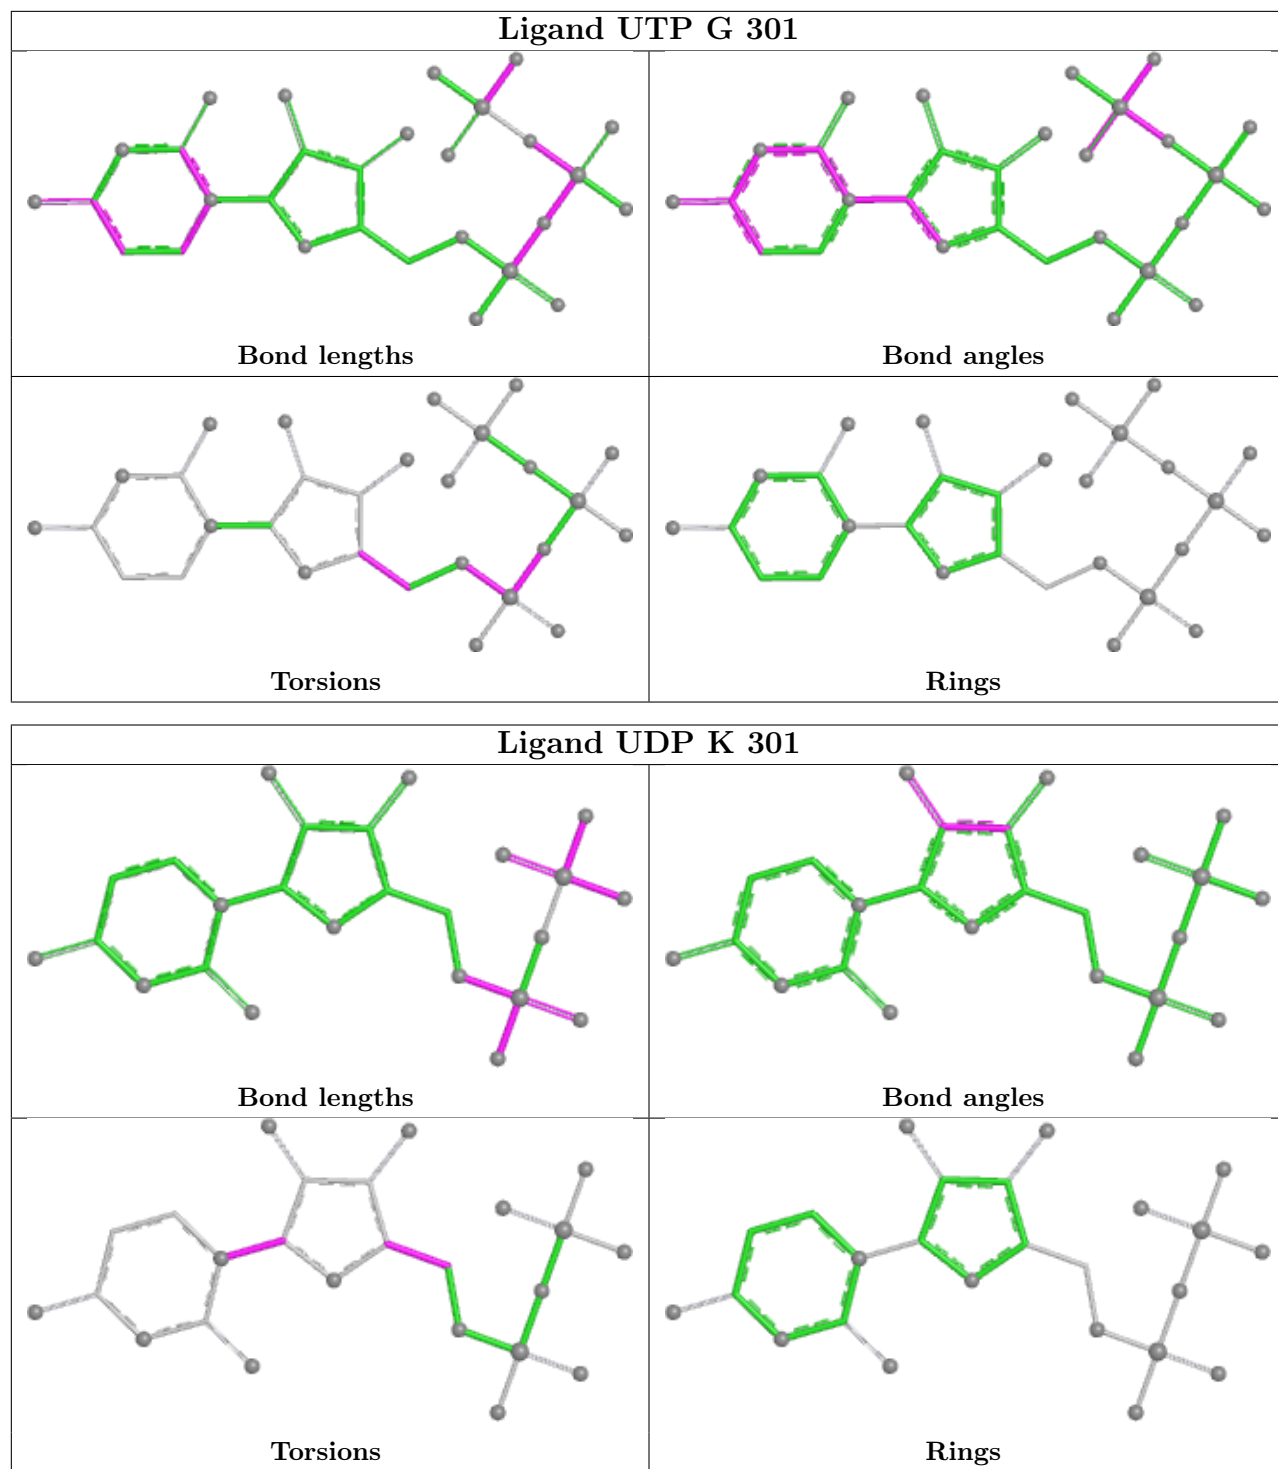 Ligand UTP G 301
Bond lengths
Bond angles
Torsions
Rings
Ligand UDP K 301
Bond lengths
Bond angles
Torsions
Rings